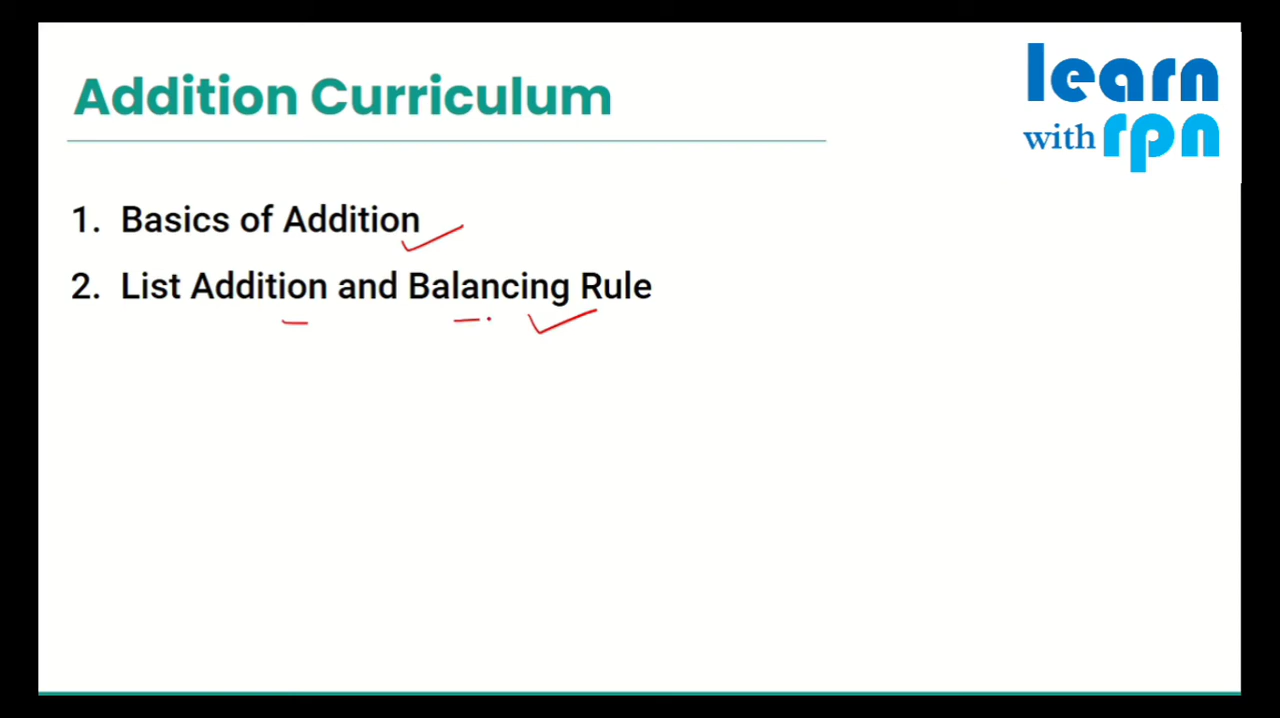 Addition Curriculum
learn
with rpn
1. Basics of Addition
2. List Addition and Balancing Rule